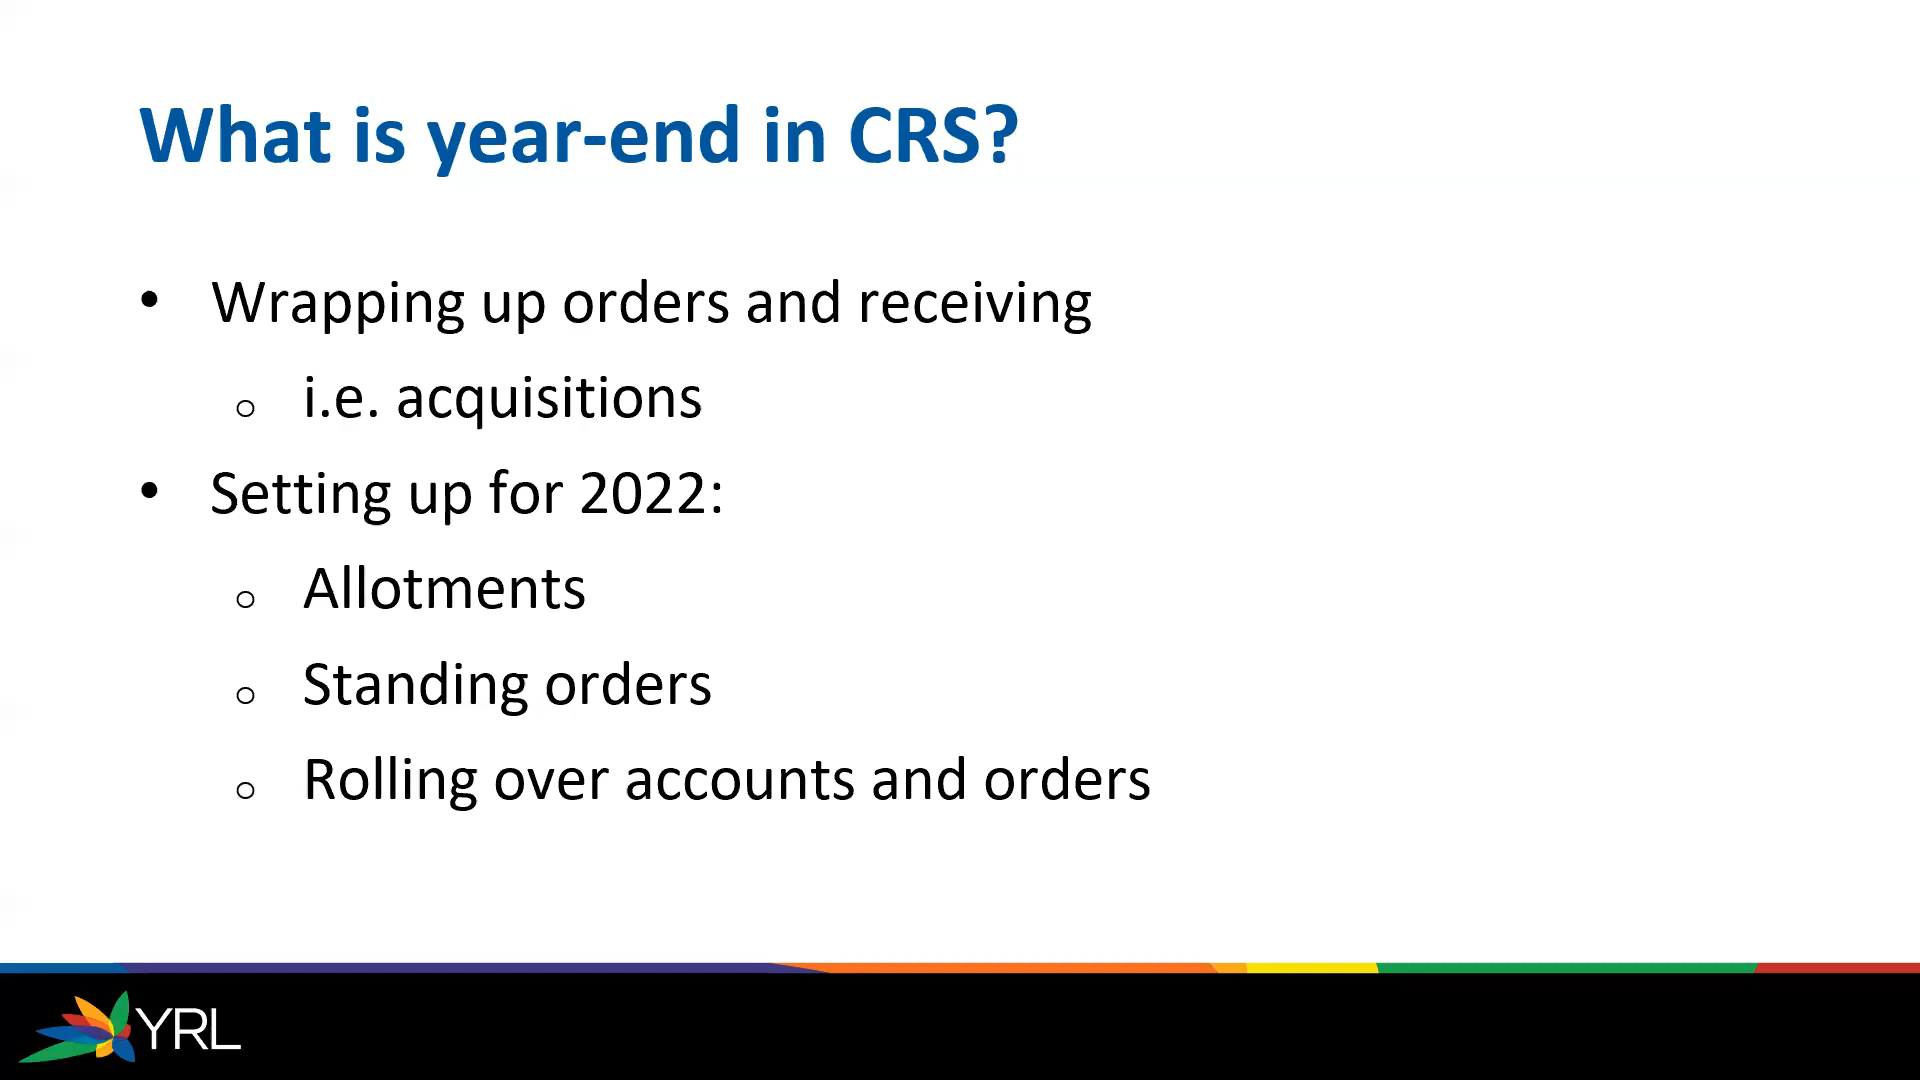 What is year-end in CRS?
• Wrapping up orders and receiving
o i.e. acquisitions
• Setting up for 2022:
o Allotments
o Standing orders
o Rolling over accounts and orders
YRL